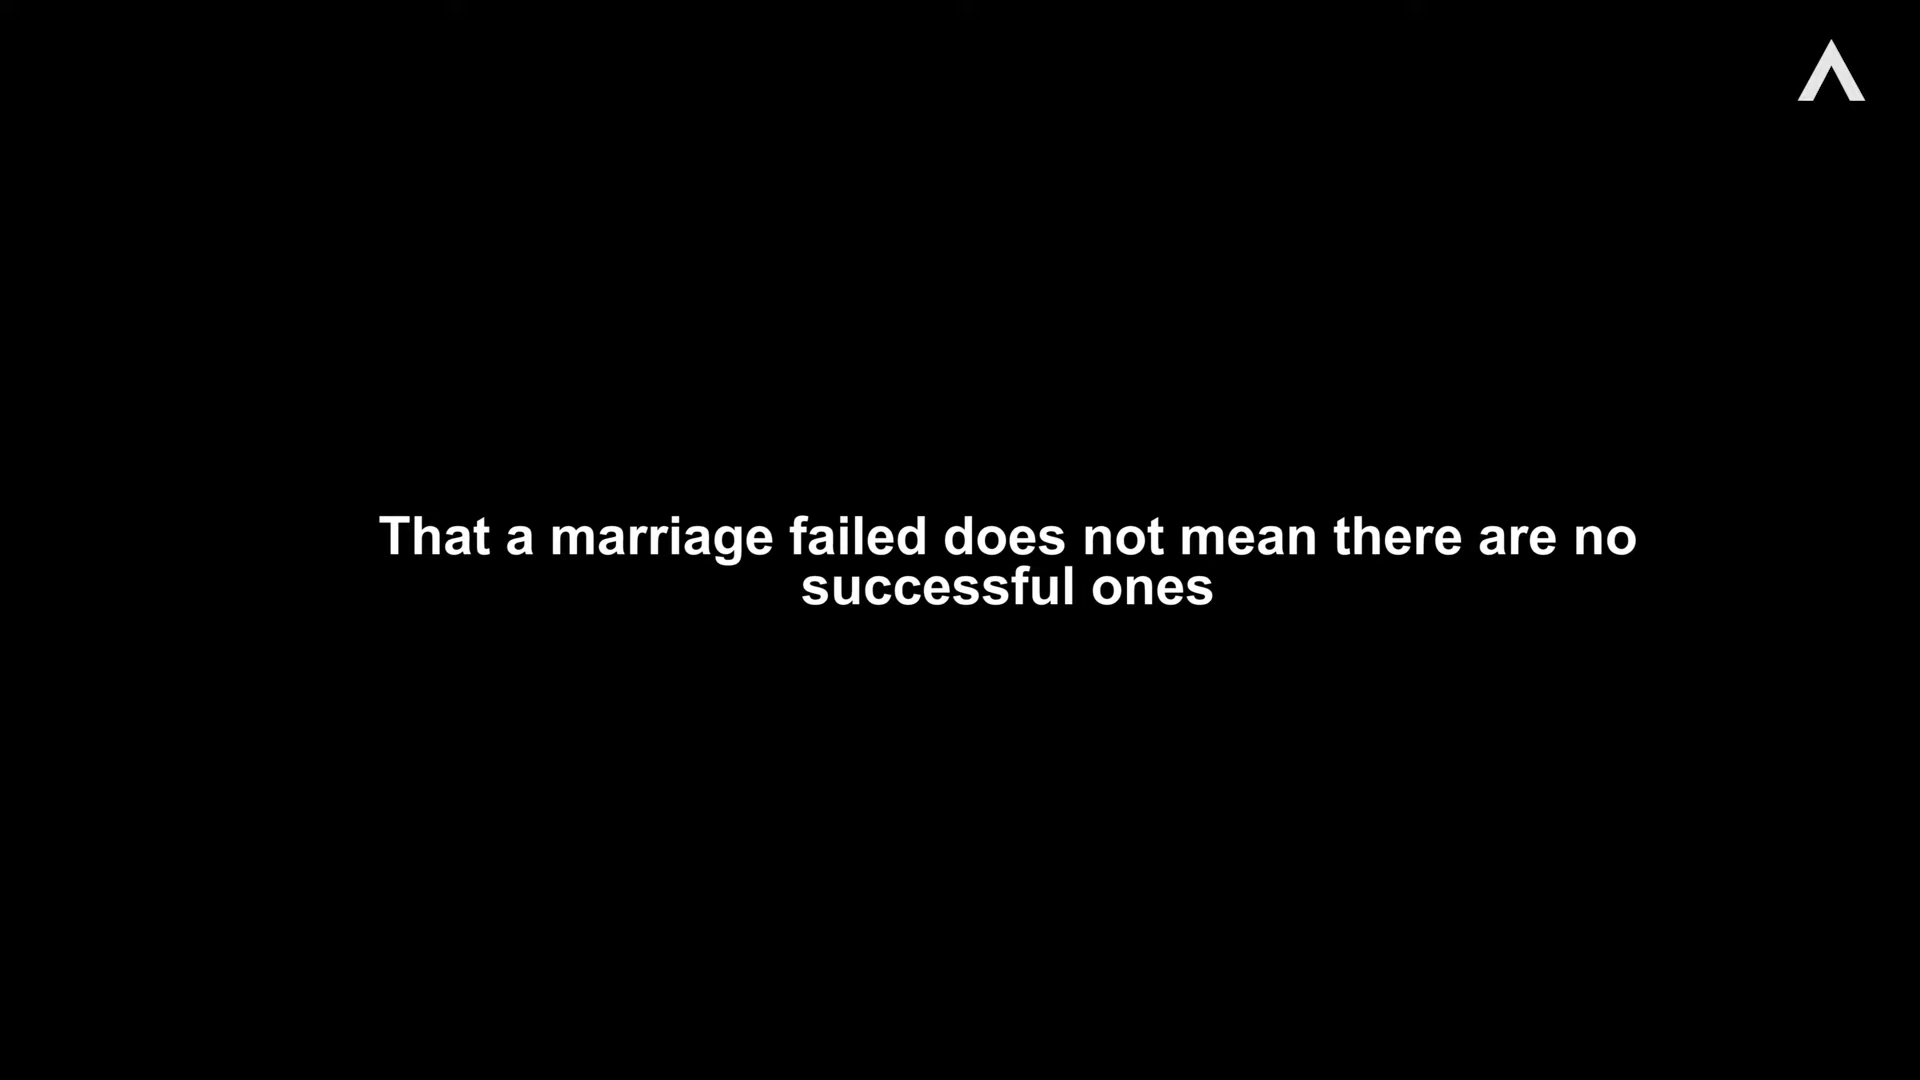 That a marriage failed does not mean there are no
successful ones